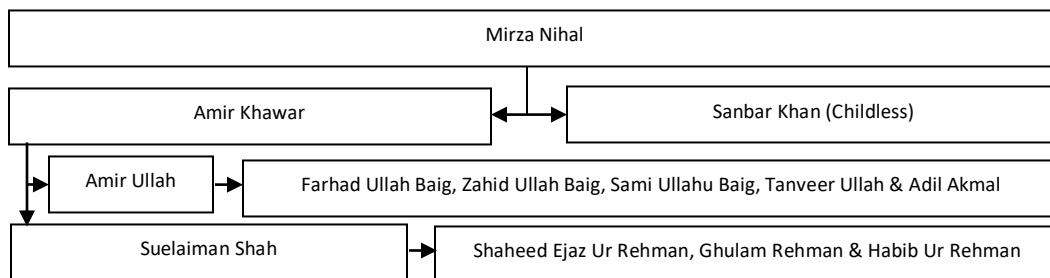 Mirza Nihal
Amir Khawar
Sanbar Khan (Childless)
Amir Ullah
Farhad Ullah Baig, Zahid Ullah Baig, Sami Ullahu Baig, Tanveer Ullah & Adil Akmal
Suelaiman Shah
Shaheed Ejaz Ur Rehman, Ghulam Rehman & Habib Ur Rehman